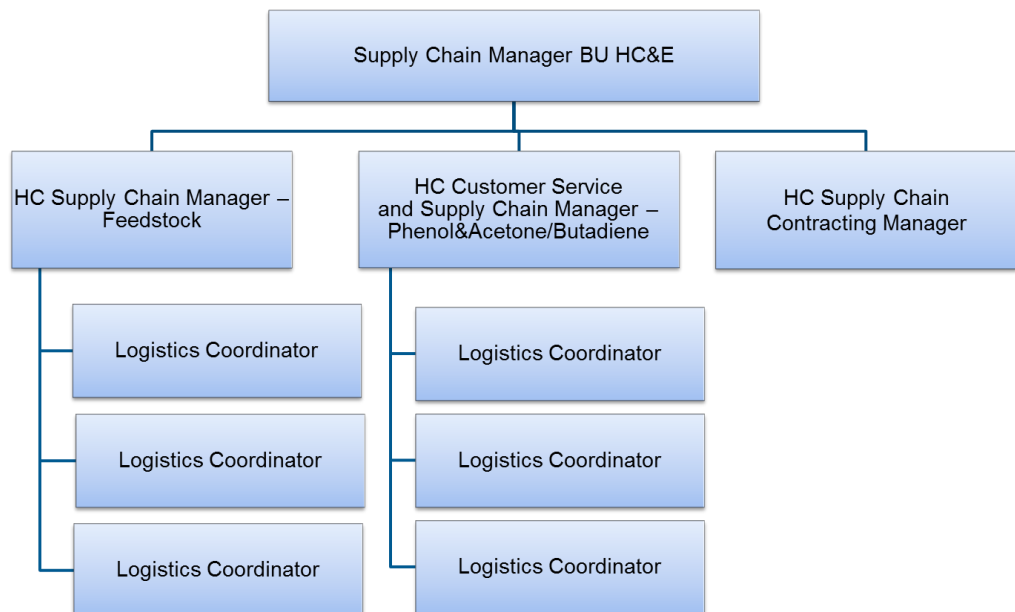 Supply Chain Manager BU HC&E
HC Supply Chain Manager –
Feedstock
HC Customer Service
and Supply Chain Manager –
Phenol&Acetone/Butadiene
HC Supply Chain
Contracting Manager
Logistics Coordinator
Logistics Coordinator
Logistics Coordinator
Logistics Coordinator
Logistics Coordinator
Logistics Coordinator